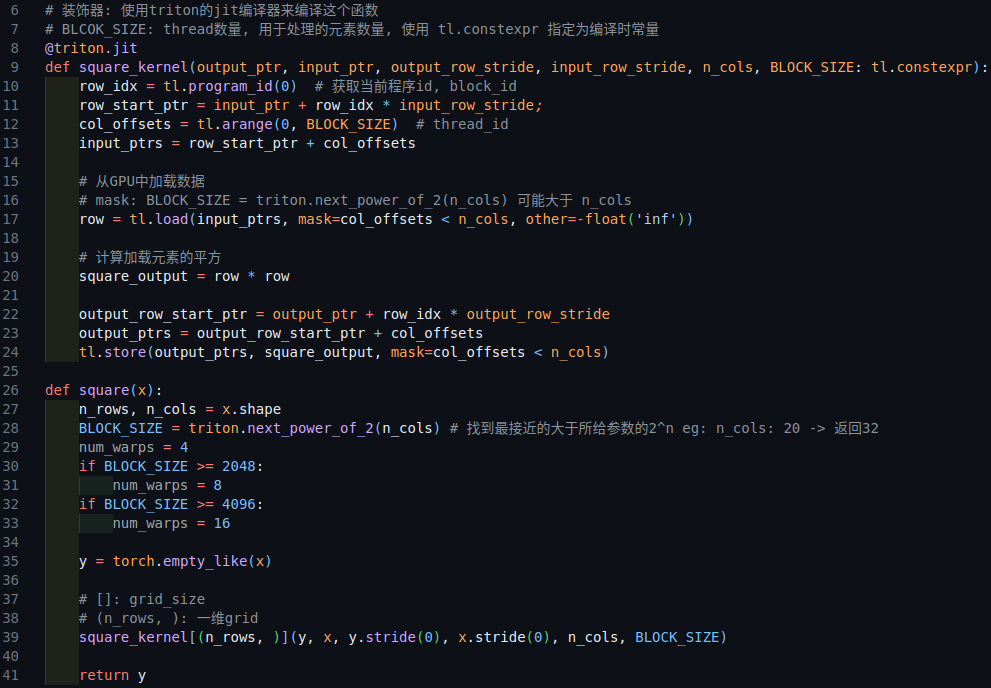 6 # 装饰器: 使用triton的jit编译器来编译这个函数
7 # BLCOK_SIZE: thread数量, 用于处理的元素数量, 使用 tl.constexpr 指定为编译时常量
8 @triton.jit
9 def square_kernel(output_ptr, input_ptr, output_row_stride, input_row_stride, n_cols, BLOCK_SIZE: tl.constexpr):
10     row_idx = tl.program_id(0)  # 获取当前程序id, block_id
11     row_start_ptr = input_ptr + row_idx * input_row_stride;
12     col_offsets = tl.arange(0, BLOCK_SIZE)  # thread_id
13     input_ptrs = row_start_ptr + col_offsets
14
15     # 从GPU中加载数据
16     # mask: BLOCK_SIZE = triton.next_power_of_2(n_cols) 可能大于 n_cols
17     row = tl.load(input_ptrs, mask=col_offsets < n_cols, other=-float('inf'))
18
19     # 计算加载元素的平方
20     square_output = row * row
21
22     output_row_start_ptr = output_ptr + row_idx * output_row_stride
23     output_ptrs = output_row_start_ptr + col_offsets
24     tl.store(output_ptrs, square_output, mask=col_offsets < n_cols)
25
26 def square(x):
27     n_rows, n_cols = x.shape
28     BLOCK_SIZE = triton.next_power_of_2(n_cols) # 找到最接近的大于所给参数的2^n eg: n_cols: 20 -> 返回32
29     num_warps = 4
30     if BLOCK_SIZE >= 2048:
31         num_warps = 8
32     if BLOCK_SIZE >= 4096:
33         num_warps = 16
34
35     y = torch.empty_like(x)
36
37     # []: grid_size
38     # (n_rows, ): 一维grid
39     square_kernel[(n_rows, )](y, x, y.stride(0), x.stride(0), n_cols, BLOCK_SIZE)
40
41     return y